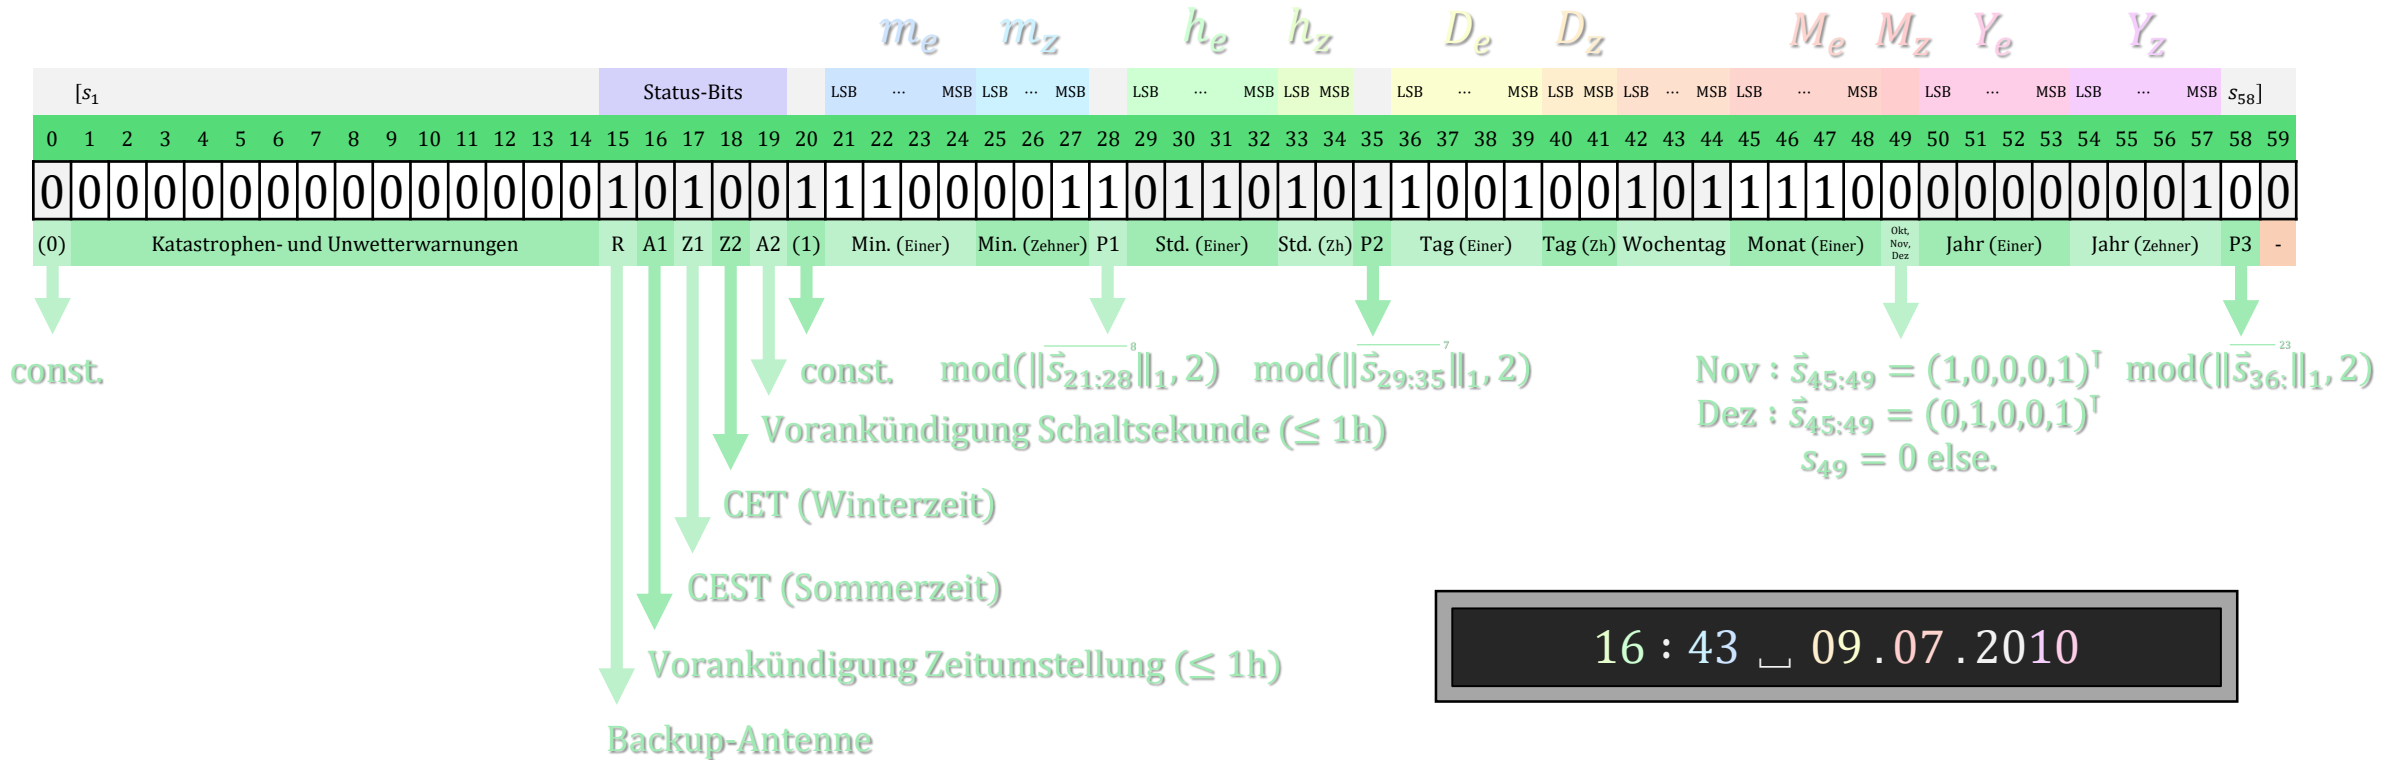 m_e m_z h_e h_z D_e D_z M_e M_z Y_e Y_z
[s₁ Status-Bits LSB ⋯ MSB LSB ⋯ MSB LSB ⋯ MSB LSB MSB LSB ⋯ MSB LSB MSB LSB ⋯ MSB LSB ⋯ MSB LSB ⋯ MSB LSB ⋯ MSB s₅₈]
0 1 2 3 4 5 6 7 8 9 10 11 12 13 14 15 16 17 18 19 20 21 22 23 24 25 26 27 28 29 30 31 32 33 34 35 36 37 38 39 40 41 42 43 44 45 46 47 48 49 50 51 52 53 54 55 56 57 58 59
0 0 0 0 0 0 0 0 0 0 0 0 0 0 0 1 0 1 0 0 1 1 1 0 0 0 0 1 1 0 1 1 0 1 0 1 1 0 0 1 0 0 1 0 1 1 1 1 0 0 0 0 0 0 0 0 0 1 0 0
(0) Katastrophen- und Unwetterwarnungen R A1 Z1 Z2 A2 (1) Min. (Einer) Min. (Zehner) P1 Std. (Einer) Std. (Zh) P2 Tag (Einer) Tag (Zh) Wochentag Monat (Einer) Okt, Nov, Dez Jahr (Einer) Jahr (Zehner) P3 -
8 7 23
const. const. mod(‖s⃗₂₁:₂₈‖₁, 2) mod(‖s⃗₂₉:₃₅‖₁, 2) Nov : s⃗₄₅:₄₉ = (1,0,0,0,1)ᵀ mod(‖s⃗₃₆:‖₁, 2)
Dez : s⃗₄₅:₄₉ = (0,1,0,0,1)ᵀ
Vorankündigung Schaltsekunde (≤ 1h)
s₄₉ = 0 else.
CET (Winterzeit)
CEST (Sommerzeit)
16 : 43 ⎵ 09 . 07 . 2010
Vorankündigung Zeitumstellung (≤ 1h)
Backup-Antenne